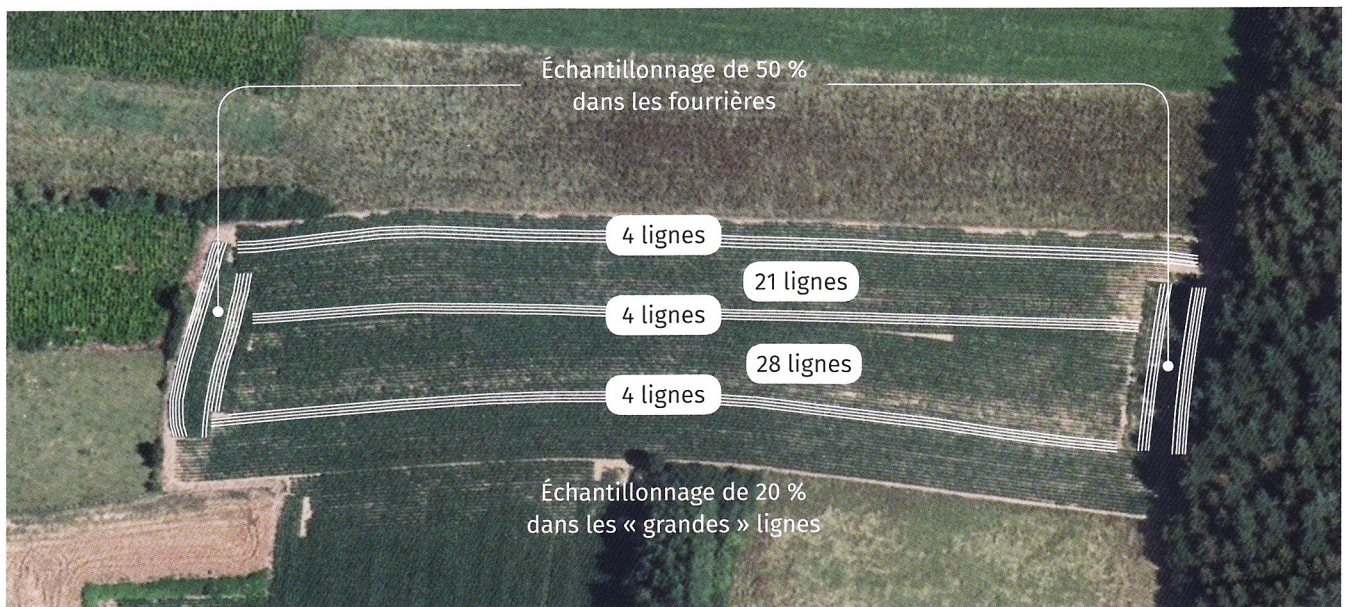 Échantillonnage de 50 %
dans les fourrières
4 lignes
21 lignes
4 lignes
28 lignes
4 lignes
Échantillonnage de 20 %
dans les « grandes » lignes